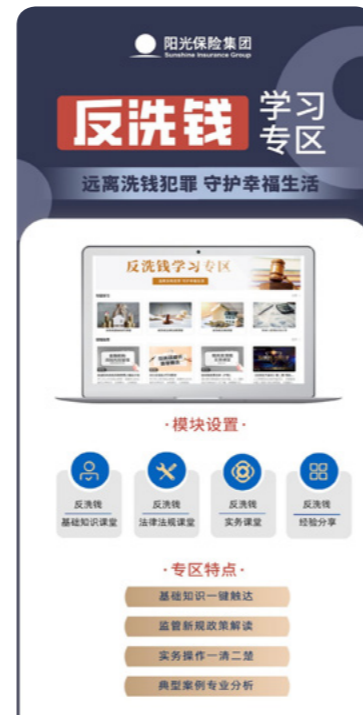 阳光保险集团
Sunshine Insurance Group
反洗钱 学习专区
远离洗钱犯罪 守护幸福生活
反洗钱学习专区
·模块设置·
反洗钱
基础知识课堂
反洗钱
法律法规课堂
反洗钱
实务课堂
反洗钱
经验分享
·专区特点·
基础知识一键触达
监管新规政策解读
实务操作一清二楚
典型案例专业分析